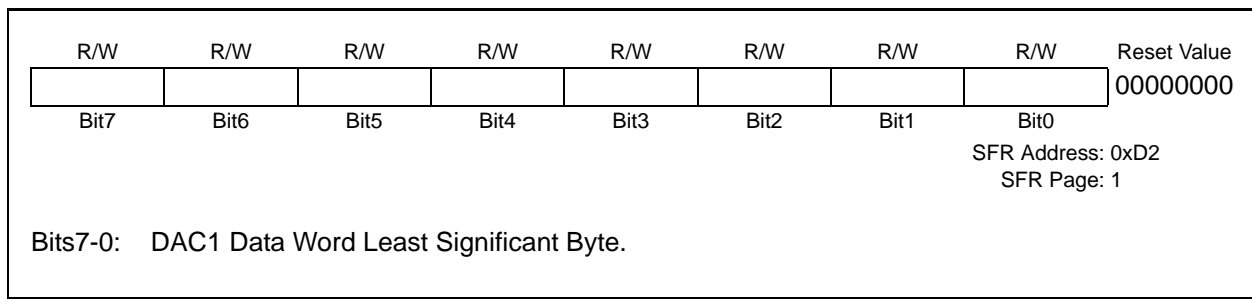 R/W R/W R/W R/W R/W R/W R/W R/W Reset Value
00000000
Bit7 Bit6 Bit5 Bit4 Bit3 Bit2 Bit1 Bit0
SFR Address: 0xD2
SFR Page: 1
Bits7-0: DAC1 Data Word Least Significant Byte.